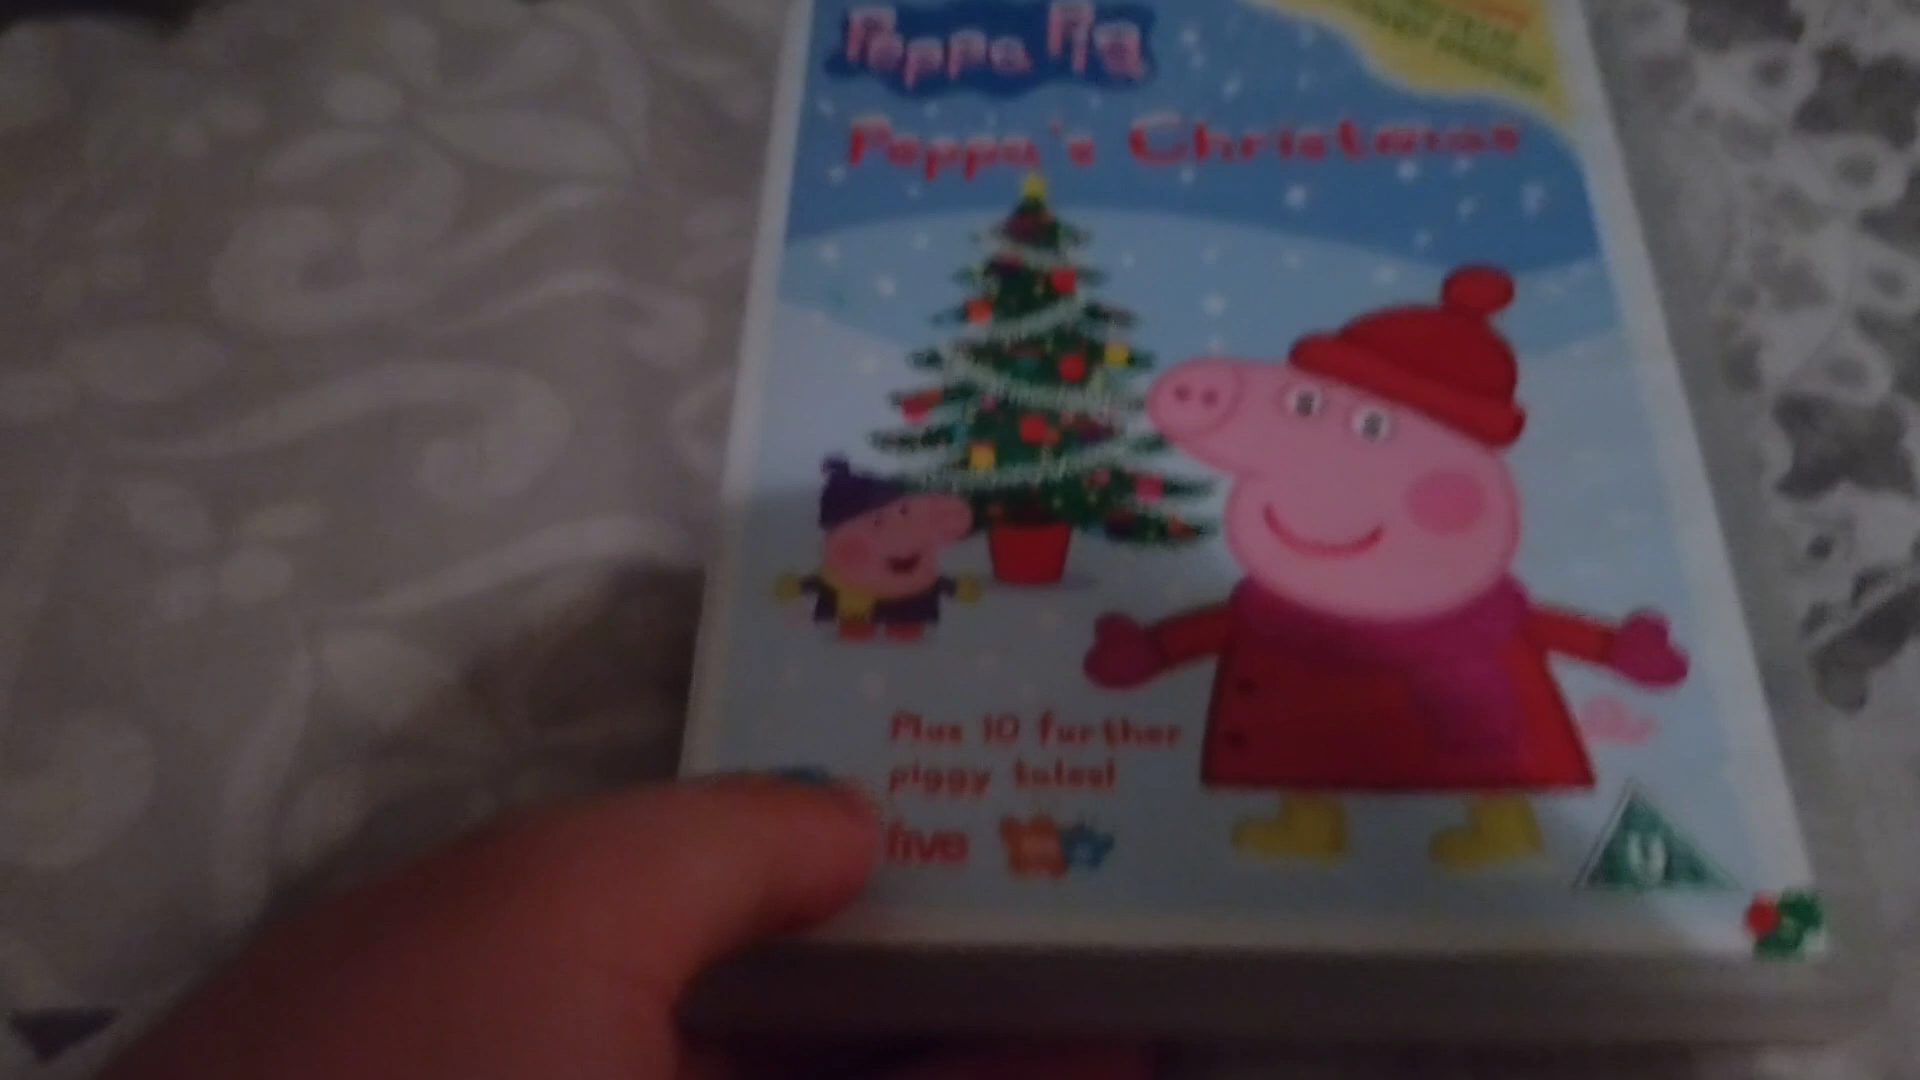 Peppa Pig
Peppa's Christmas
Plus 10 further
piggy tales!
five
U